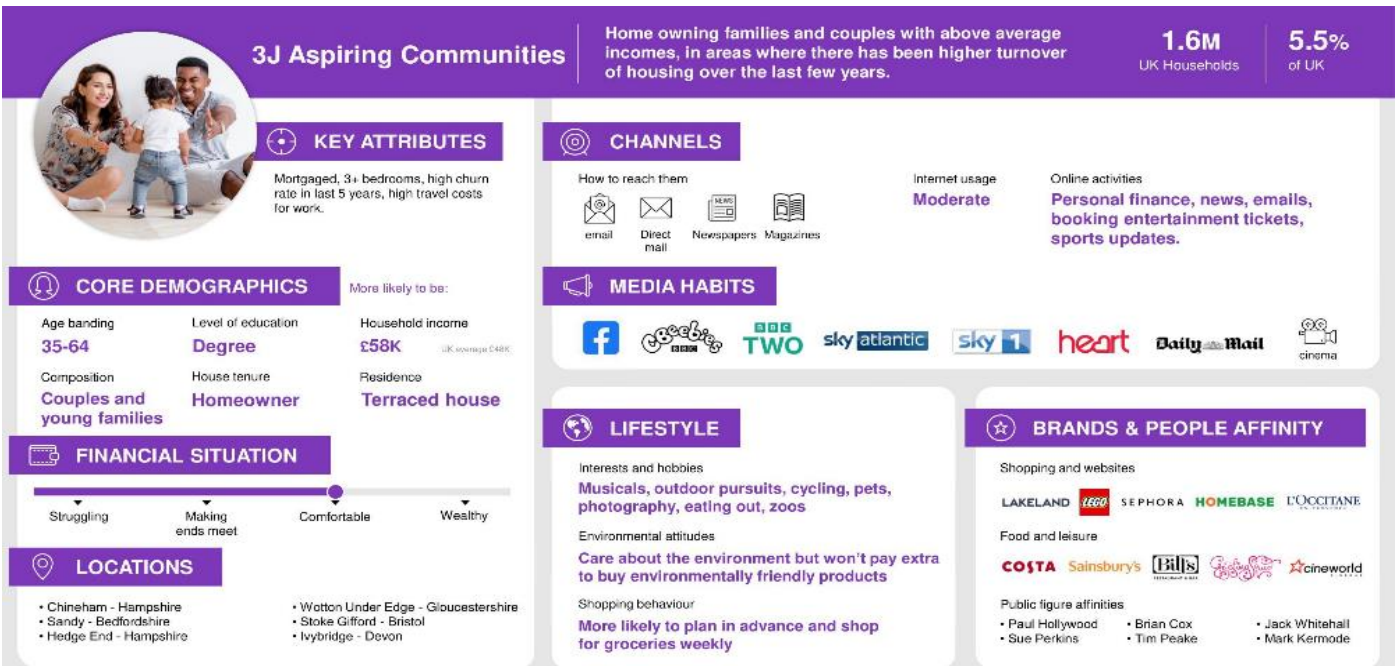 3J Aspiring Communities
Home owning families and couples with above average
incomes, in areas where there has been higher turnover
of housing over the last few years.
1.6M
UK Households
5.5%
of UK
KEY ATTRIBUTES
Mortgaged, 3+ bedrooms, high churn
rate in last 5 years, high travel costs
for work.
CORE DEMOGRAPHICS
More likely to be:
Age banding
35-64
Level of education
Degree
Household income
£58K
UK average £48K
Composition
Couples and
young families
House tenure
Homeowner
Residence
Terraced house
FINANCIAL SITUATION
Struggling
Making
ends meet
Comfortable
Wealthy
LOCATIONS
• Chineham - Hampshire
• Sandy - Bedfordshire
• Hedge End - Hampshire
• Wotton Under Edge - Gloucestershire
• Stoke Gifford - Bristol
• Ivybridge - Devon
CHANNELS
How to reach them
email
Direct
mail
NEWS
Newspapers
Magazines
Internet usage
Moderate
Online activities
Personal finance, news, emails,
booking entertainment tickets,
sports updates.
MEDIA HABITS
f
CBeebies
BBC
BBC
TWO
sky atlantic
sky 1
heart
Daily Mail
cinema
LIFESTYLE
Interests and hobbies
Musicals, outdoor pursuits, cycling, pets,
photography, eating out, zoos
Environmental attitudes
Care about the environment but won't pay extra
to buy environmentally friendly products
Shopping behaviour
More likely to plan in advance and shop
for groceries weekly
BRANDS & PEOPLE AFFINITY
Shopping and websites
LAKELAND
LEGO
SEPHORA
HOMEBASE
L'OCCITANE
EN PROVENCE
Food and leisure
COSTA
Sainsbury's
Bill's
cineworld
Public figure affinities
• Paul Hollywood
• Sue Perkins
• Brian Cox
• Tim Peake
• Jack Whitehall
• Mark Kermode